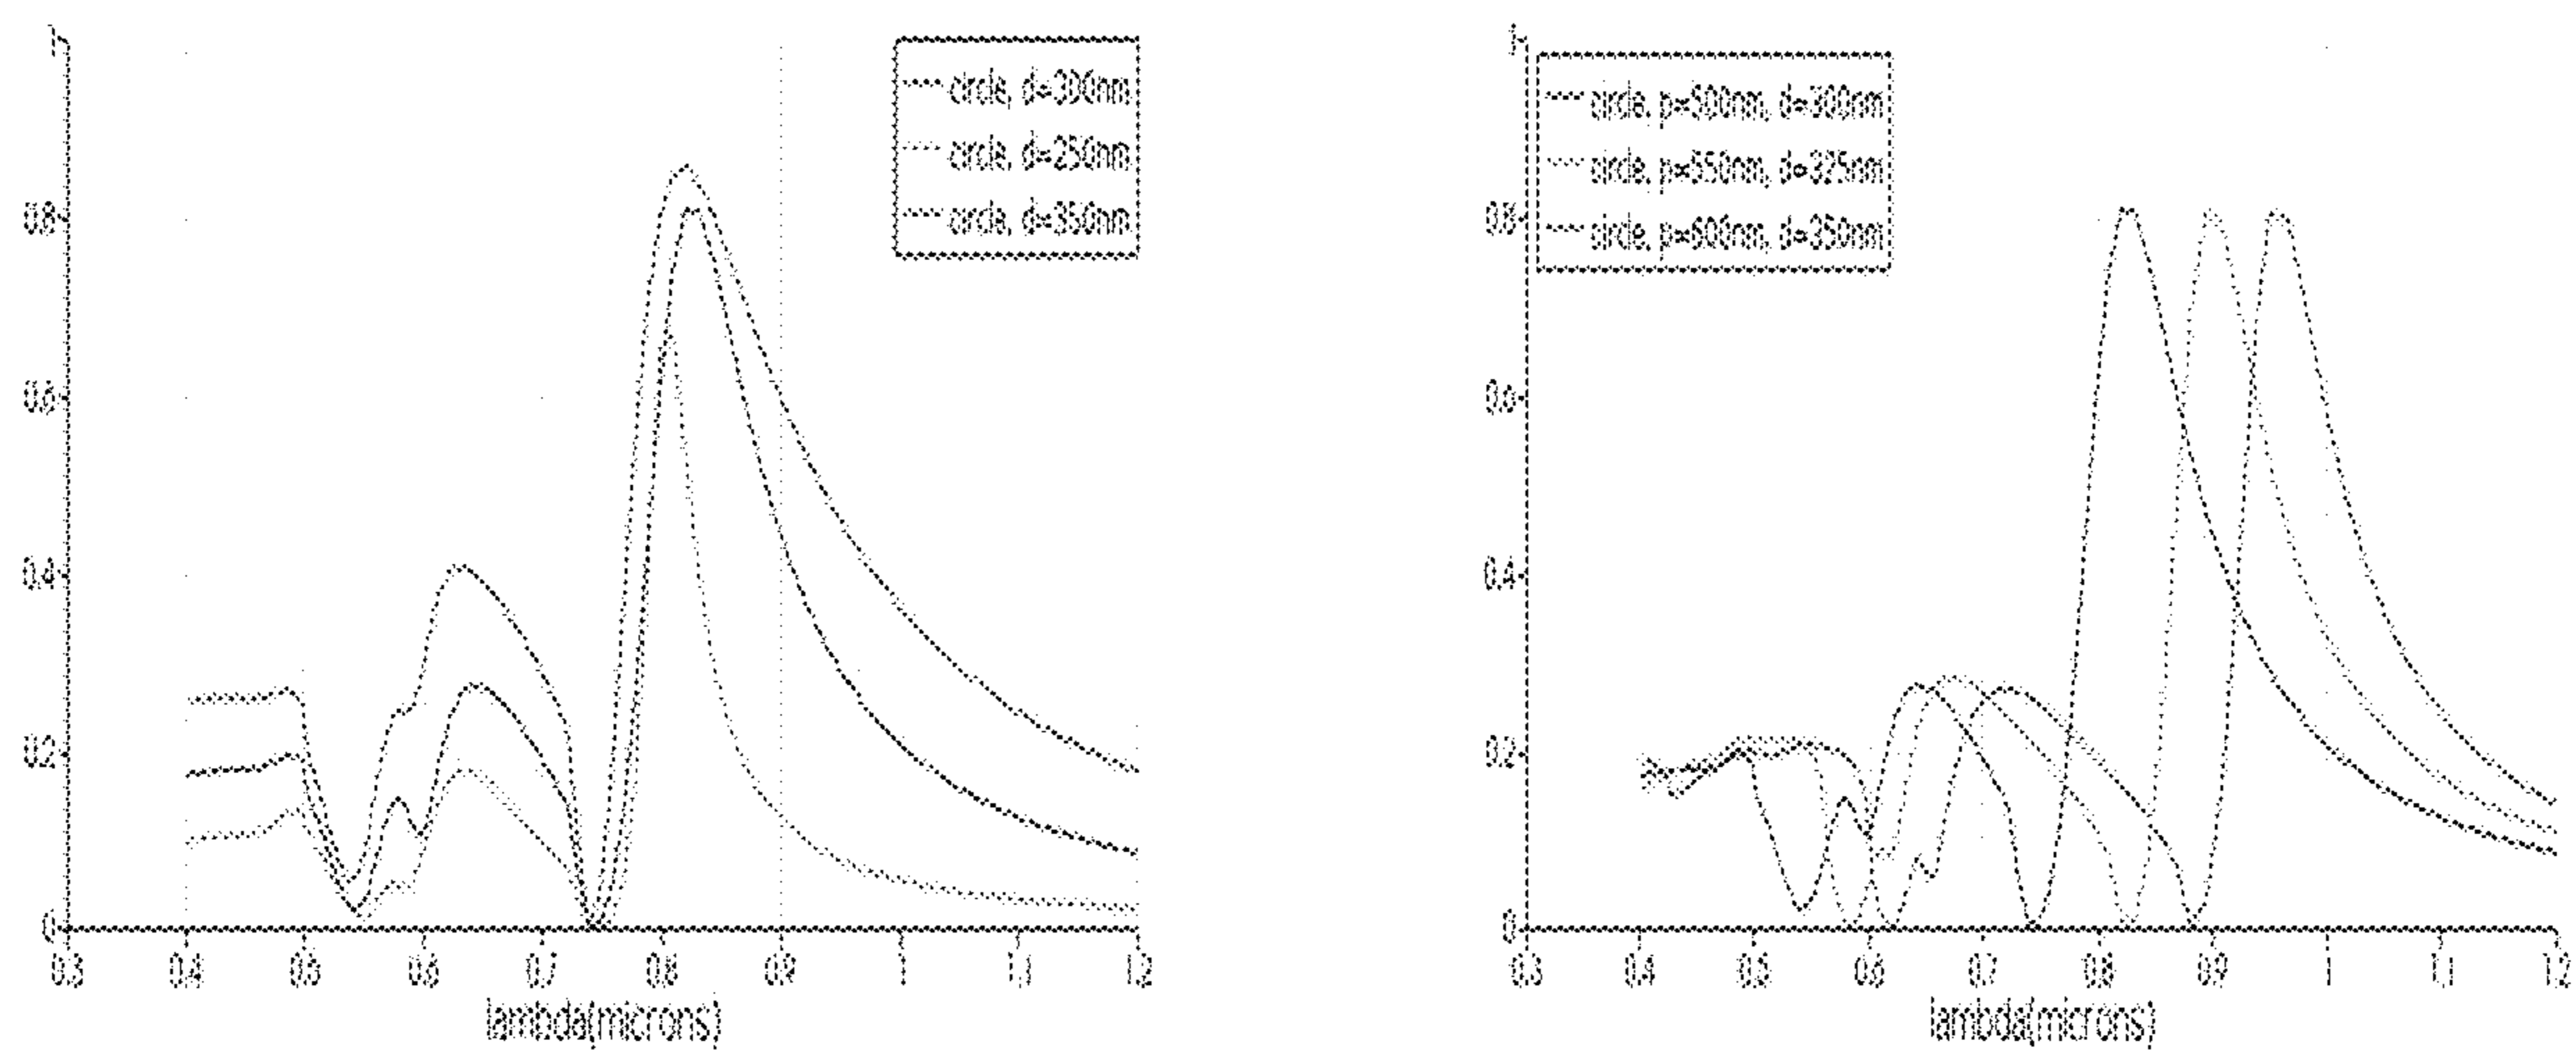 1
0.8
0.6
0.4
0.2
0
0.3 0.4 0.5 0.6 0.7 0.8 0.9 1 1.1 1.2
lambda(microns)
circle, d=300nm
circle, d=250nm
circle, d=350nm
1
0.8
0.6
0.4
0.2
0
0.3 0.4 0.5 0.6 0.7 0.8 0.9 1 1.1 1.2
lambda(microns)
circle, p=500nm, d=300nm
circle, p=550nm, d=325nm
circle, p=600nm, d=350nm